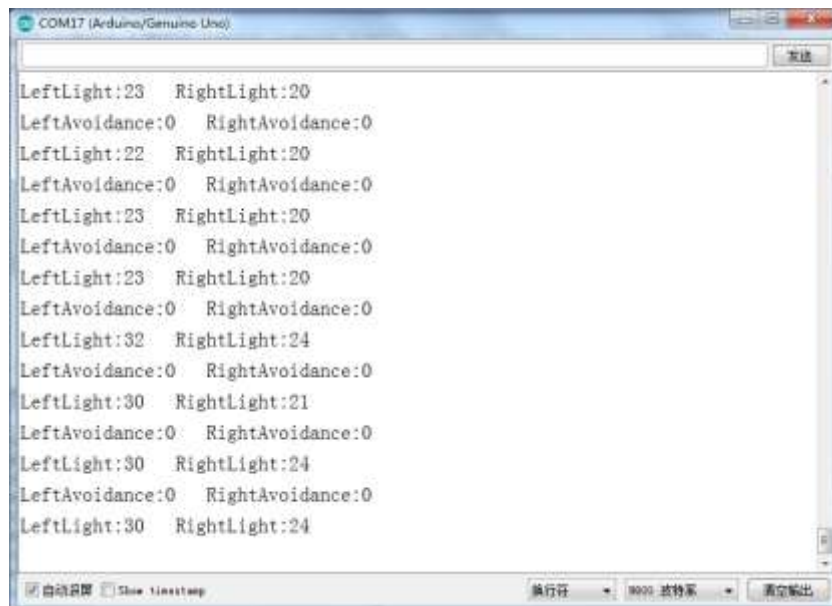 COM17 (Arduino/Genuino Uno)
发送
LeftLight:23 RightLight:20
LeftAvoidance:0 RightAvoidance:0
LeftLight:22 RightLight:20
LeftAvoidance:0 RightAvoidance:0
LeftLight:23 RightLight:20
LeftAvoidance:0 RightAvoidance:0
LeftLight:23 RightLight:20
LeftAvoidance:0 RightAvoidance:0
LeftLight:32 RightLight:24
LeftAvoidance:0 RightAvoidance:0
LeftLight:30 RightLight:21
LeftAvoidance:0 RightAvoidance:0
LeftLight:30 RightLight:24
LeftAvoidance:0 RightAvoidance:0
LeftLight:30 RightLight:24
自动滚屏 Show timestamp 换行符 9600 波特率 清空输出